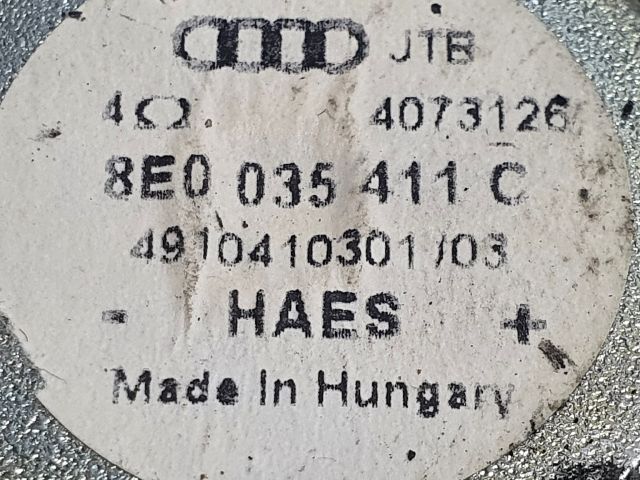 JTB
4Ω 4073126
8E0 035 411 C
4910410301/03
- HAES +
Made In Hungary